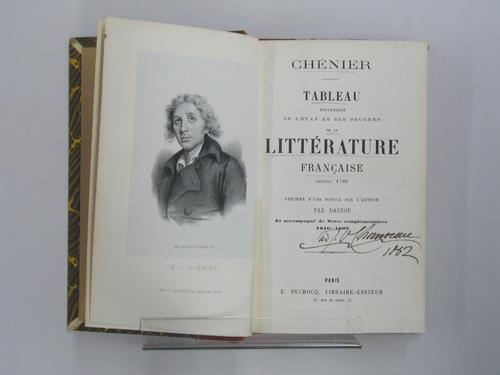 Mie J. CHÉNIER
CHÉNIER
TABLEAU
HISTORIQUE
DE L'ÉTAT ET DES PROGRÈS
DE LA
LITTÉRATURE
FRANÇAISE
DEPUIS 1789
PRÉCÉDÉ D'UNE NOTICE SUR L'AUTEUR
PAR DAUNOU
Et accompagné de Notes complémentaires
PARIS
E. DUCROCQ, LIBRAIRE-ÉDITEUR